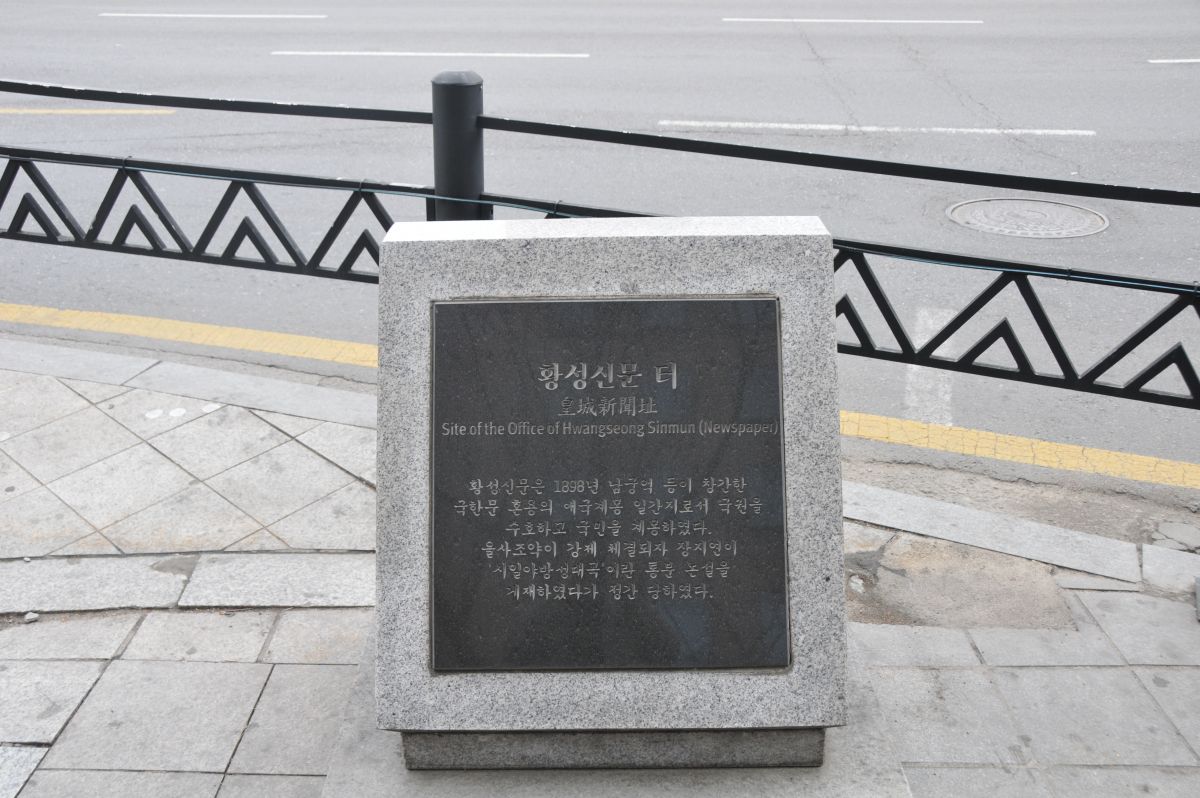 황성신문 터
皇城新聞址
Site of the Office of Hwangseong Sinmun (Newspaper)
황성신문은 1898년 남궁억 등이 창간한
국한문 혼용의 애국계몽 일간지로서 국권을
수호하고 국민을 계몽하였다.
을사조약이 강제 체결되자 장지연이
'시일야방성대곡'이란 통분 논설을
게재하였다가 정간 당하였다.